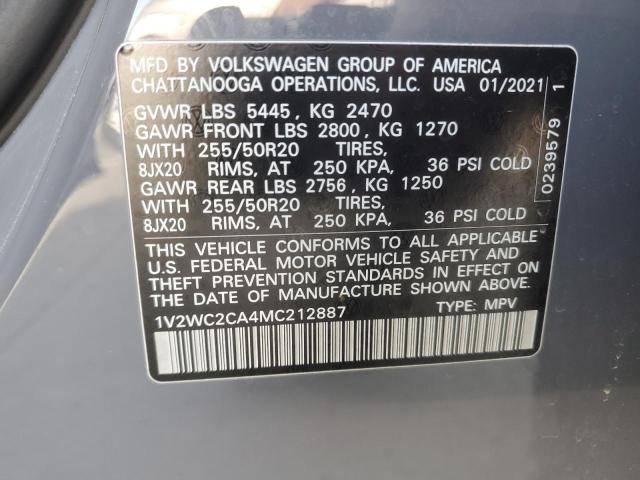 MFD BY VOLKSWAGEN GROUP OF AMERICA
CHATTANOOGA OPERATIONS, LLC. USA 01/2021
GVWR LBS 5445, KG 2470
GAWR FRONT LBS 2800, KG 1270
WITH 255/50R20 TIRES,
8JX20 RIMS, AT 250 KPA, 36 PSI COLD
GAWR REAR LBS 2756, KG 1250
WITH 255/50R20 TIRES,
8JX20 RIMS, AT 250 KPA, 36 PSI COLD
THIS VEHICLE CONFORMS TO ALL APPLICABLE
U.S. FEDERAL MOTOR VEHICLE SAFETY AND
THEFT PREVENTION STANDARDS IN EFFECT ON
THE DATE OF MANUFACTURE SHOWN ABOVE.
1V2WC2CA4MC212887 TYPE: MPV
0239579 1